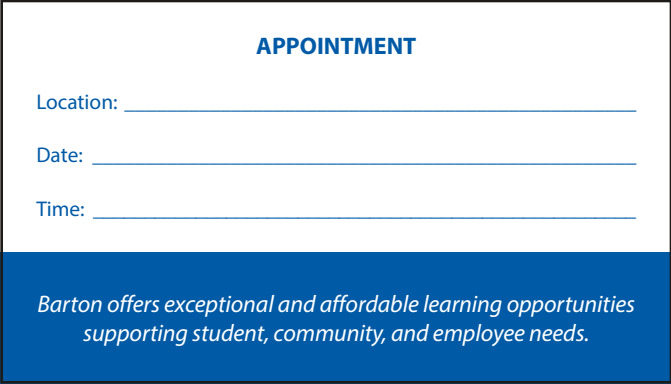 APPOINTMENT
Location: ___________________________________________
Date: ______________________________________________
Time: ______________________________________________
Barton offers exceptional and affordable learning opportunities
supporting student, community, and employee needs.